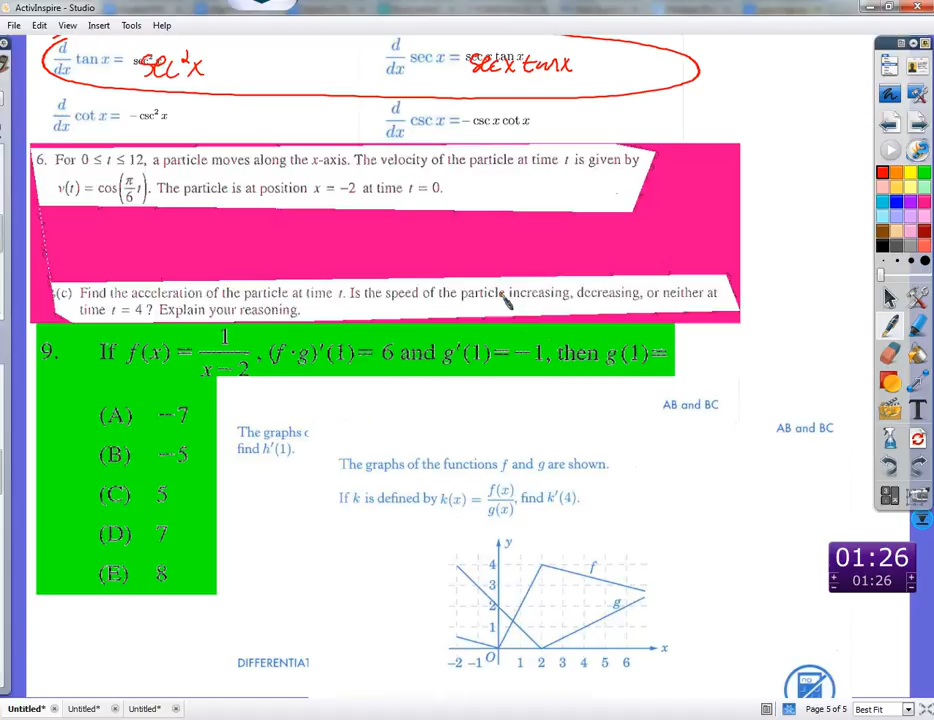 ActivInspire - Studio
File Edit View Insert Tools Help
d/dx tan x = sec²x
d/dx sec x = sec x tan x
d/dx cot x = − csc² x
d/dx csc x = − csc x cot x
6. For 0 ≤ t ≤ 12, a particle moves along the x-axis. The velocity of the particle at time t is given by
v(t) = cos(π/6 t). The particle is at position x = −2 at time t = 0.
(c) Find the acceleration of the particle at time t. Is the speed of the particle increasing, decreasing, or neither at
time t = 4 ? Explain your reasoning.
9. If f(x) = 1/(x − 2), (f · g)′(1) = 6 and g′(1) = −1, then g(1) =
(A) −7
(B) −5
(C) 5
(D) 7
(E) 8
AB and BC
AB and BC
The graphs
find h′(1).
The graphs of the functions f and g are shown.
If k is defined by k(x) = f(x)/g(x), find k′(4).
y
4
3
2
1
f
g
-2 -1 O 1 2 3 4 5 6 x
DIFFERENTIAT
01:26
01:26
Untitled* Untitled* Untitled*
Page 5 of 5
Best Fit